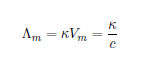 Λₘ = κVₘ = κ/c